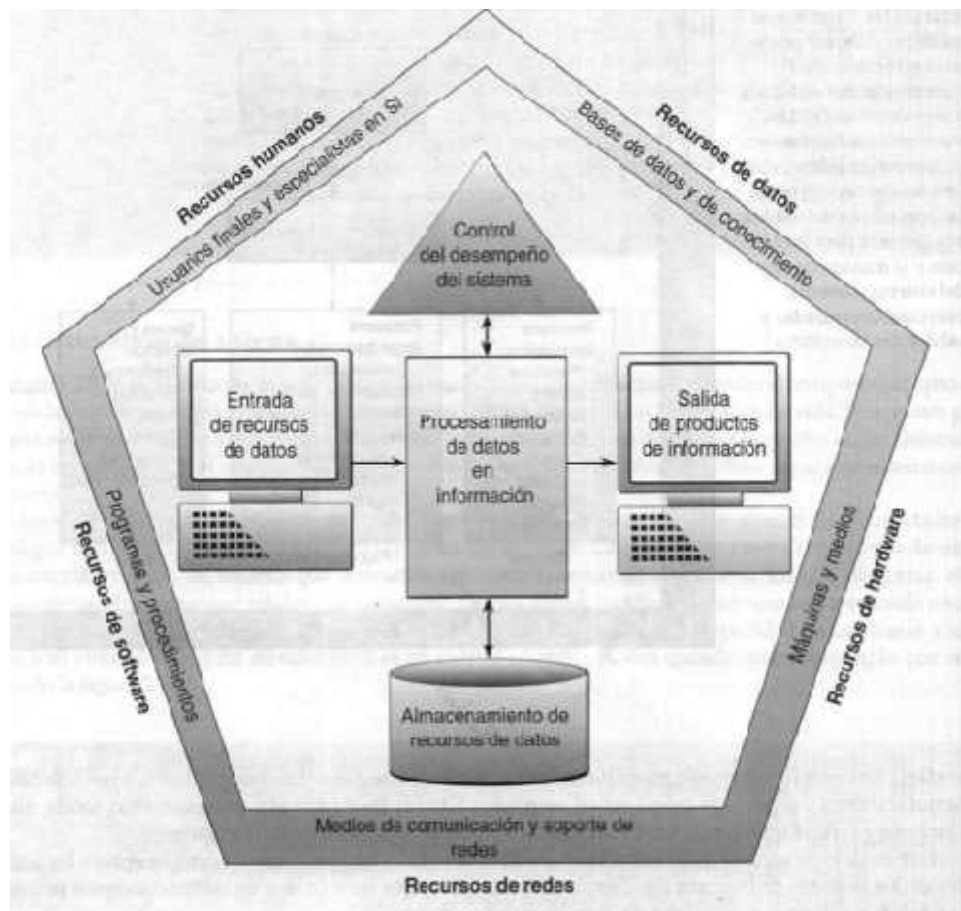 Recursos humanos
Usuarios finales y especialistas en SI
Recursos de datos
Bases de datos y de conocimiento
Control
del desempeño
del sistema
Entrada
de recursos
de datos
Procesamiento
de datos
en
información
Salida
de productos
de información
Programas y procedimientos
Recursos de software
Máquinas y medios
Recursos de hardware
Almacenamiento de
recursos de datos
Medios de comunicación y soporte de
redes
Recursos de redes